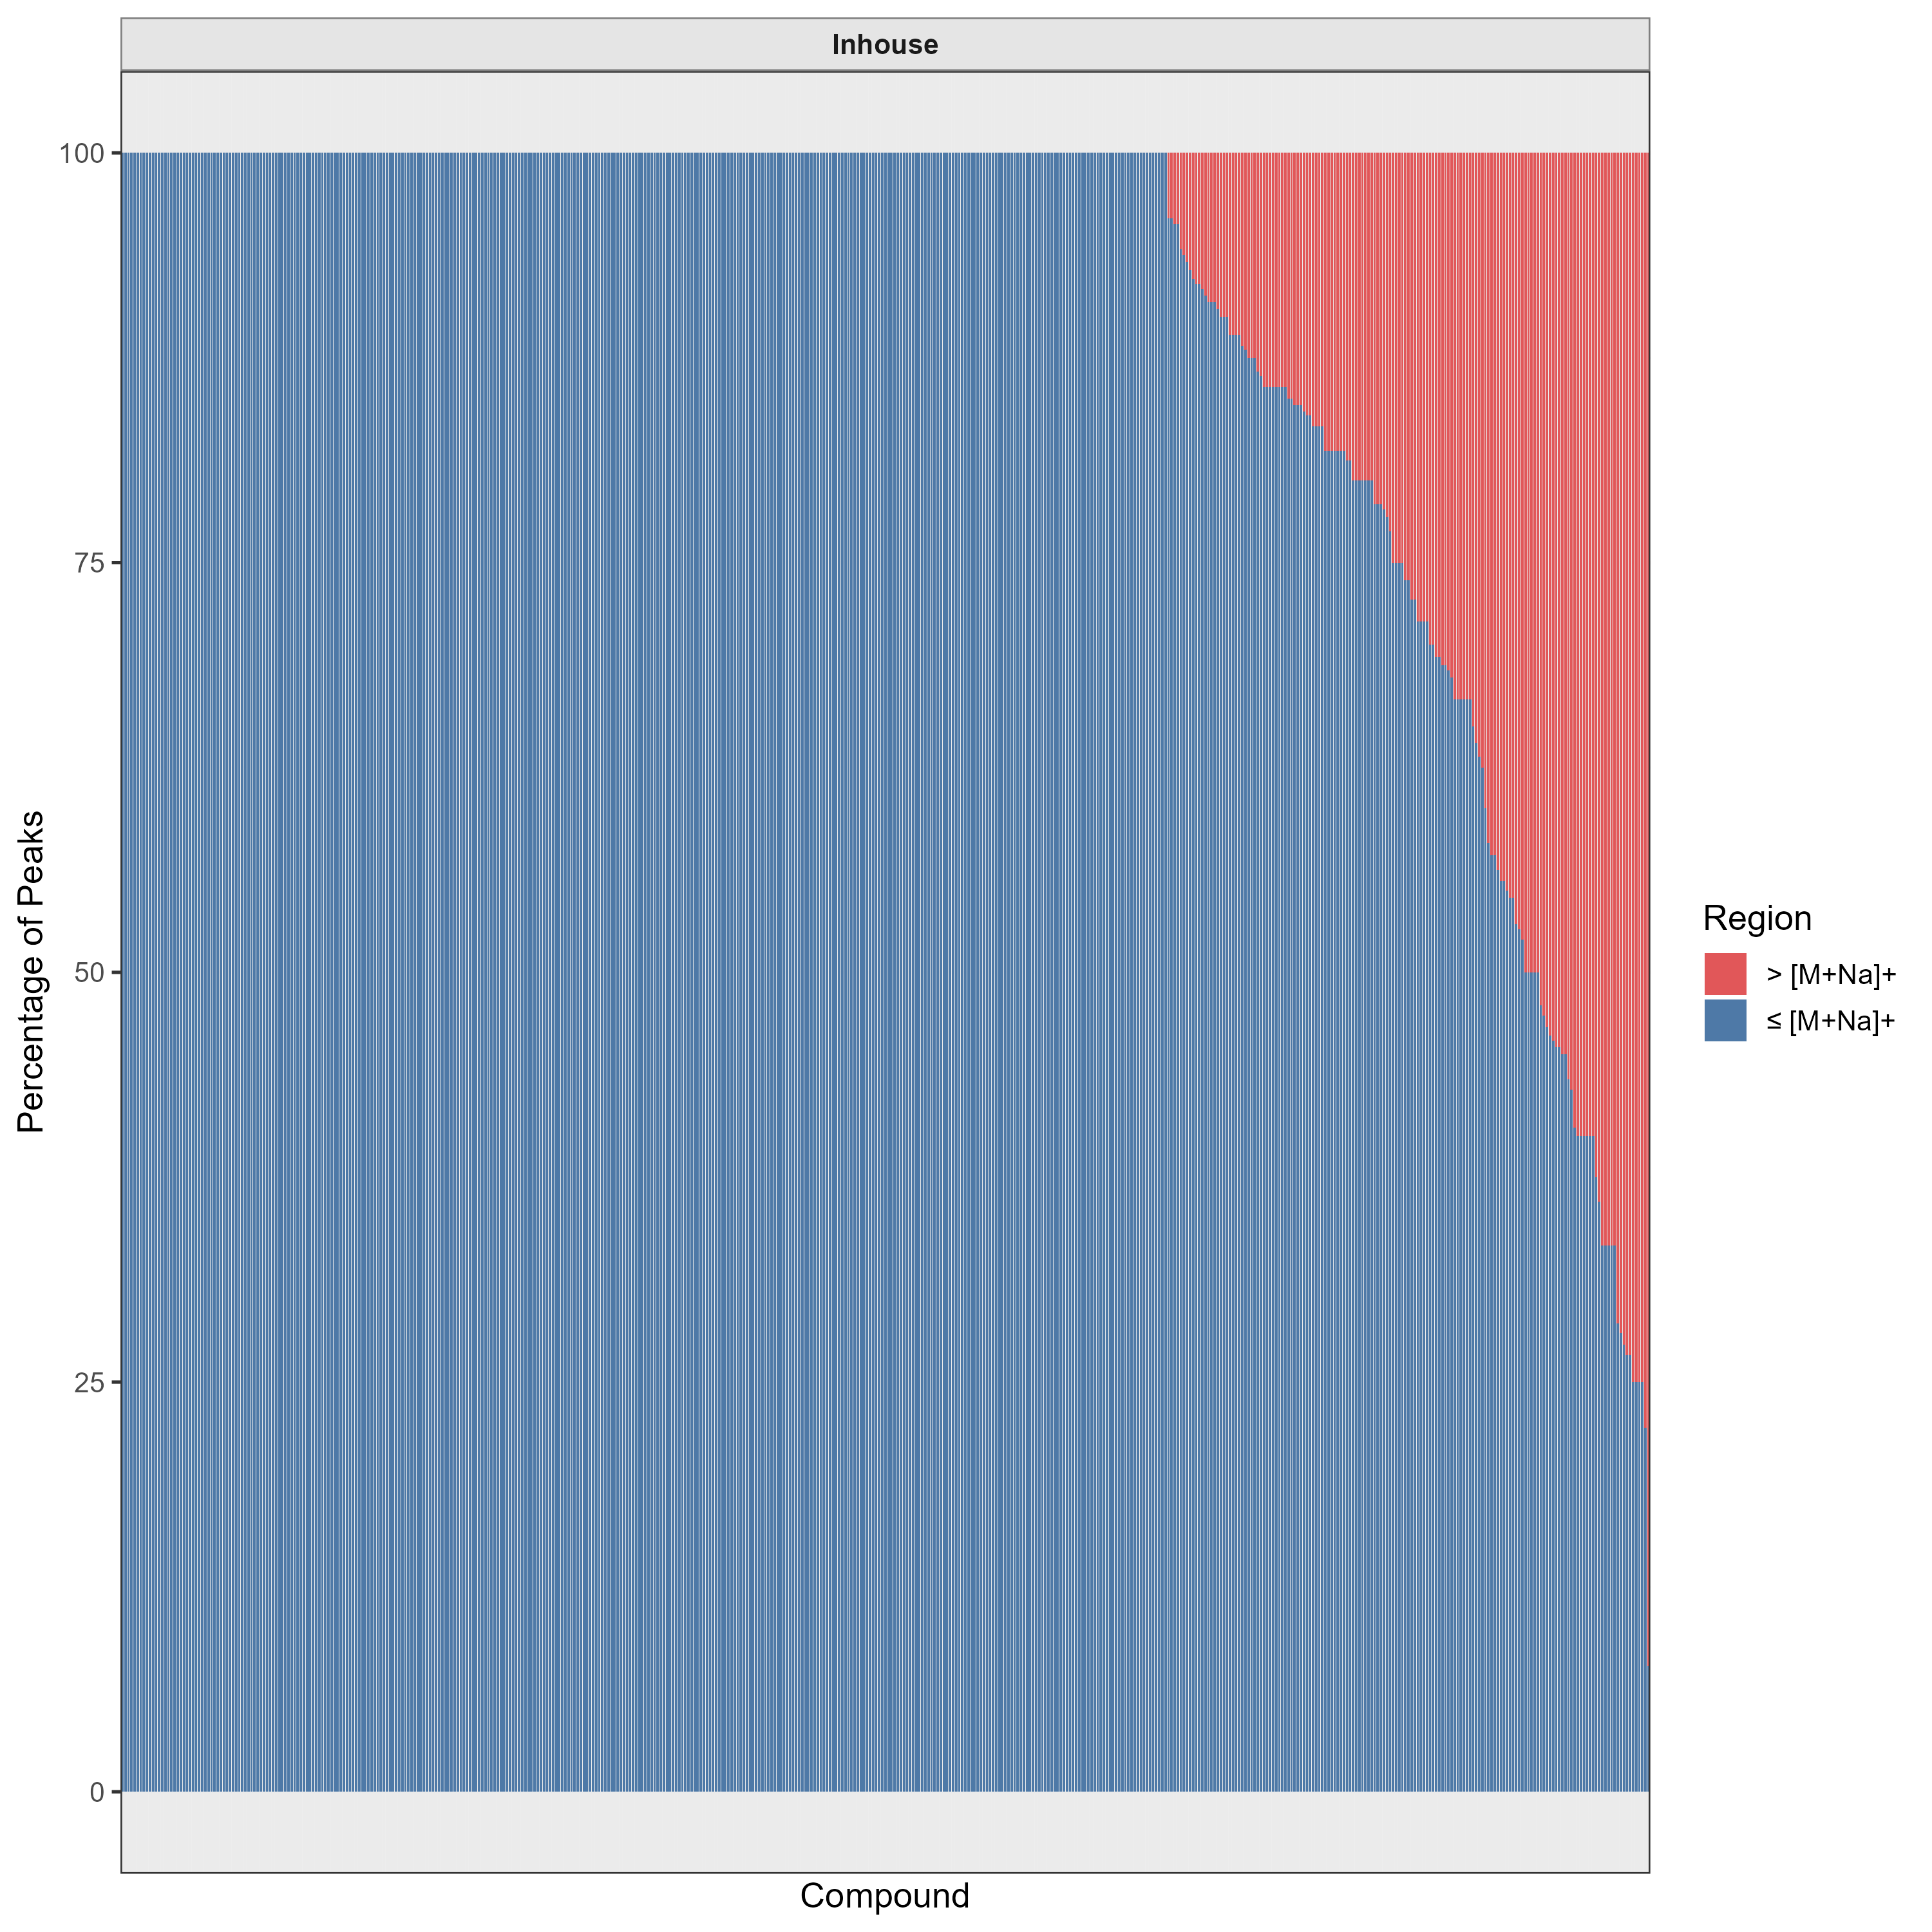 Inhouse
100
75
50
25
0
Percentage of Peaks
Compound
Region
> [M+Na]+
≤ [M+Na]+